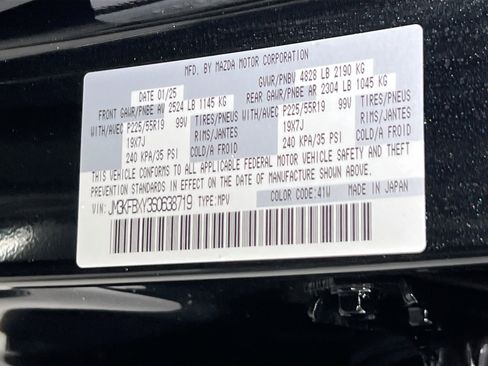 MFD. BY MAZDA MOTOR CORPORATION
DATE 01/25 GVWR/PNBV 4828 LB 2190 KG
FRONT GAWR/PNBE AV 2524 LB 1145 KG REAR GAWR/PNBE AR 2304 LB 1045 KG
WITH/AVEC P225/55R19 99V TIRES/PNEUS WITH/AVEC P225/55R19 99V TIRES/PNEUS
19X7J RIMS/JANTES 19X7J RIMS/JANTES
240 KPA/35 PSI COLD/A FROID 240 KPA/35 PSI COLD/A FROID
THIS VEHICLE CONFORMS TO ALL APPLICABLE FEDERAL MOTOR VEHICLE SAFETY AND THEFT
PREVENTION STANDARDS IN EFFECT ON THE DATE OF MANUFACTURE SHOWN ABOVE.
VIN: JM3KFBXY3S0638719 TYPE:MPV COLOR CODE:41W MADE IN JAPAN